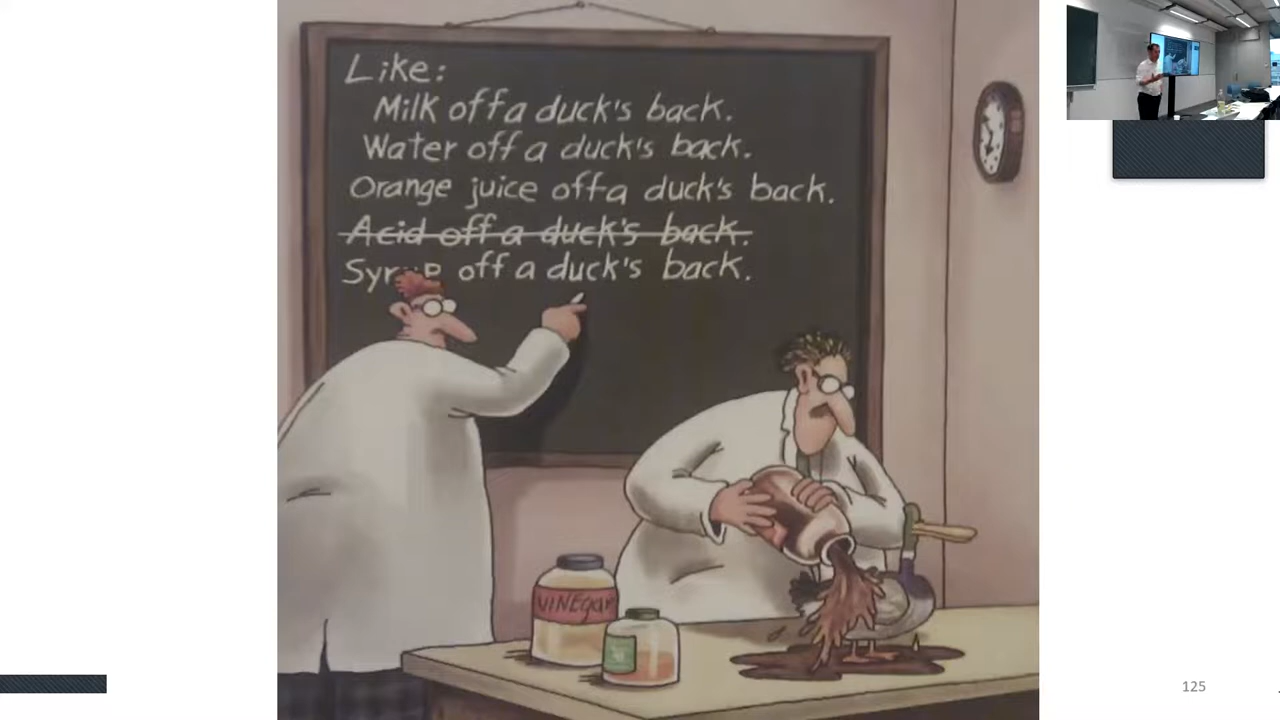 Like:
Milk off a duck's back.
Water off a duck's back.
Orange juice off a duck's back.
Acid off a duck's back.
off a duck's back.
VINEGAR
125